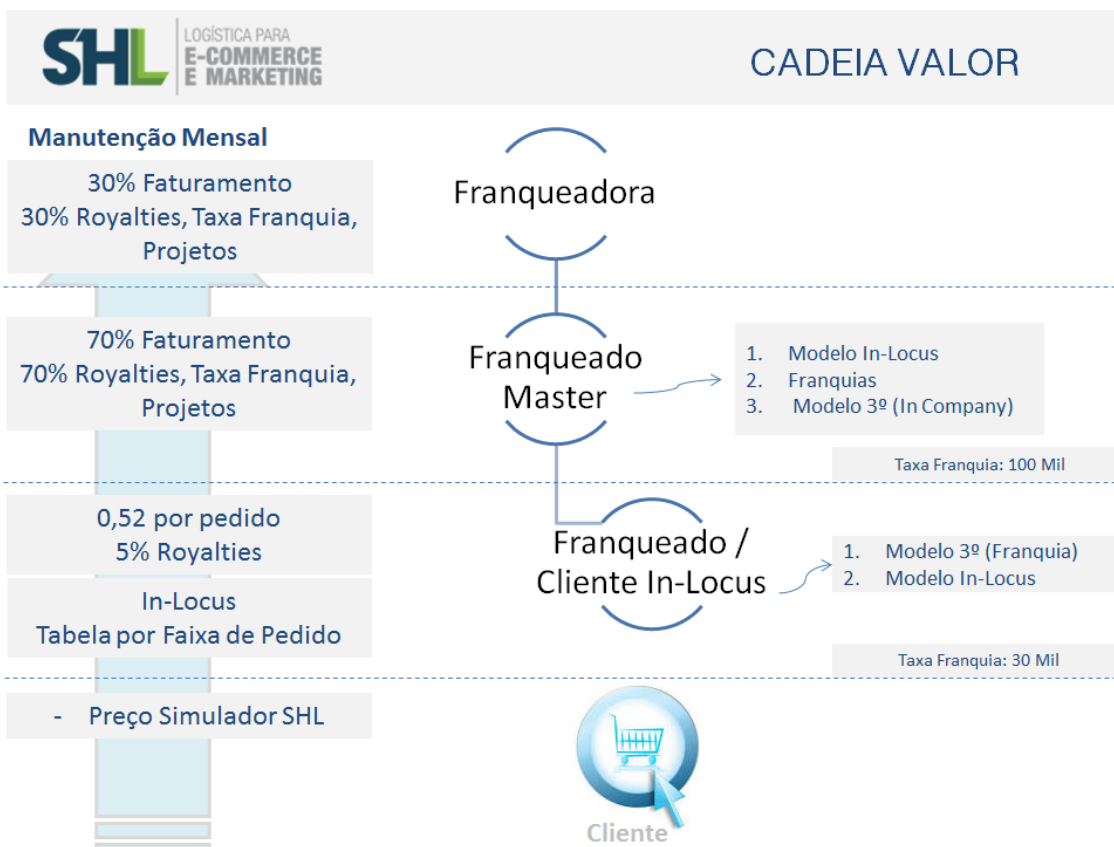 SHL
LOGÍSTICA PARA
E-COMMERCE
E MARKETING
CADEIA VALOR
Manutenção Mensal
30% Faturamento
30% Royalties, Taxa Franquia,
Projetos
Franqueadora
70% Faturamento
70% Royalties, Taxa Franquia,
Projetos
Franqueado
Master
1. Modelo In-Locus
2. Franquias
3. Modelo 3º (In Company)
Taxa Franquia: 100 Mil
0,52 por pedido
5% Royalties
In-Locus
Tabela por Faixa de Pedido
Franqueado /
Cliente In-Locus
1. Modelo 3º (Franquia)
2. Modelo In-Locus
Taxa Franquia: 30 Mil
- Preço Simulador SHL
Cliente